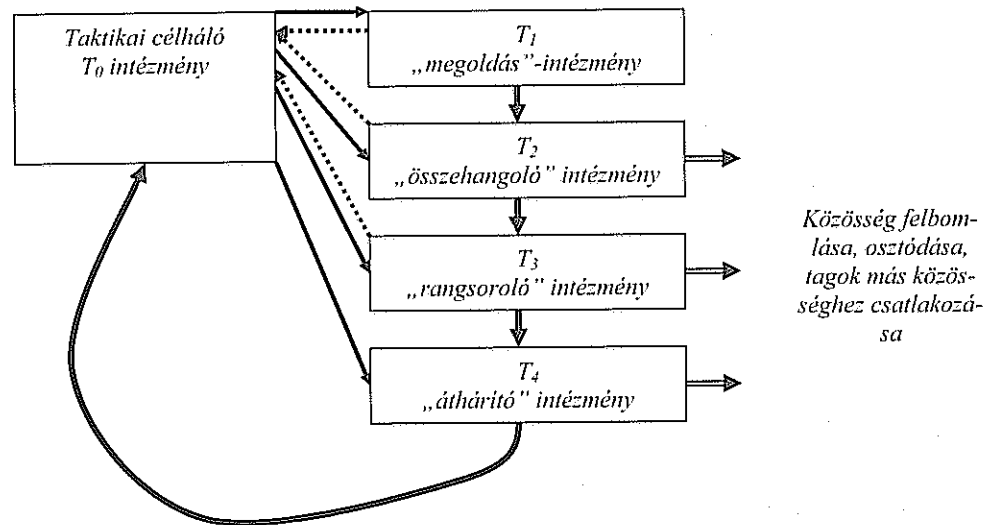 Taktikai célháló
T₀ intézmény
T₁
„megoldás”-intézmény
T₂
„összehangoló” intézmény
T₃
„rangsoroló” intézmény
T₄
„áthárító” intézmény
Közösség felbom-
lása, osztódása,
tagok más közös-
séghez csatlakozá-
sa